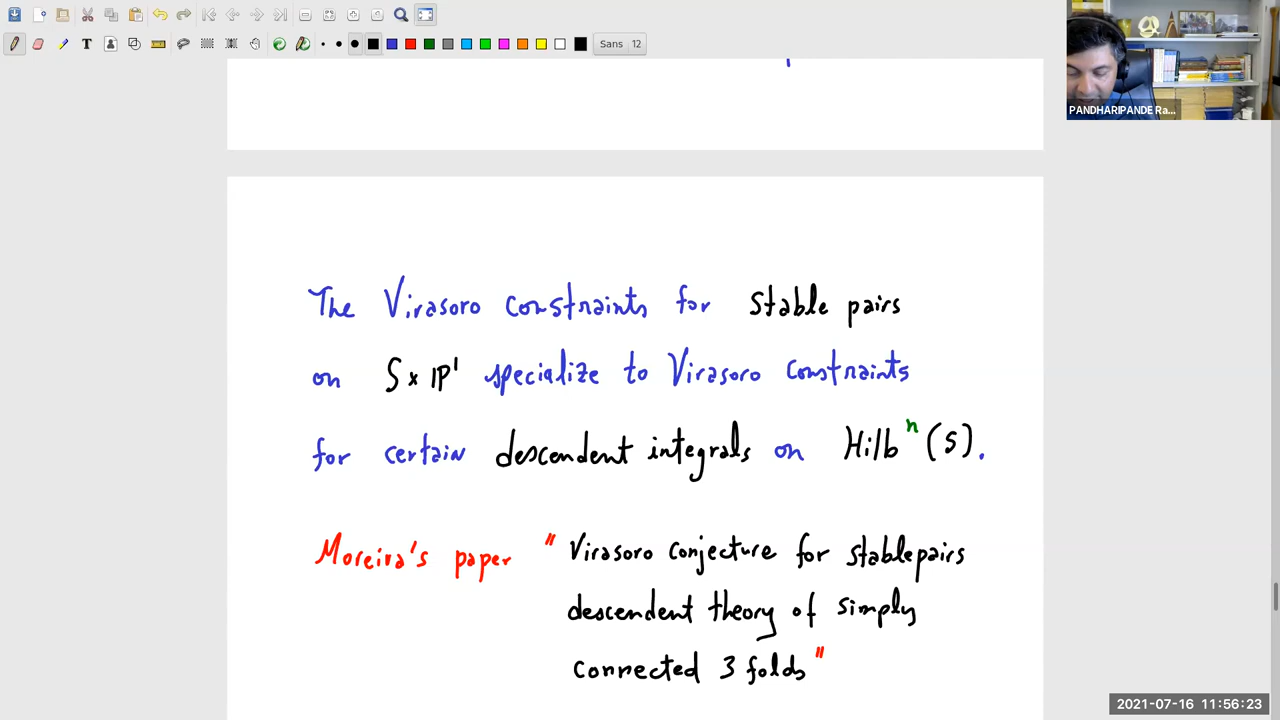 Sans 12
PANDHARIPANDE Ra...
The Virasoro constraints for stable pairs
on S × ℙ¹ specialize to Virasoro constraints
for certain descendent integrals on Hilbⁿ(S).
Moreira's paper " Virasoro conjecture for stable pairs
descendent theory of simply
connected 3 folds "
2021-07-16 11:56:23